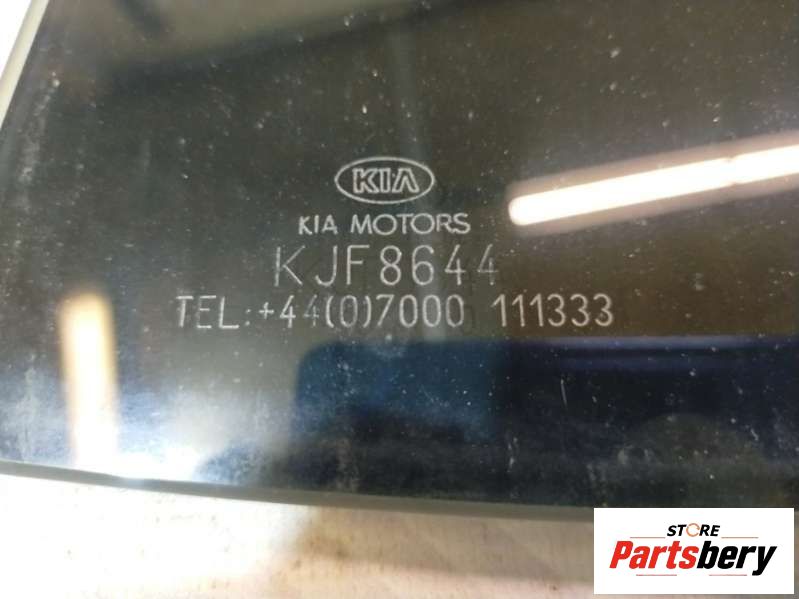 KIA
KIA MOTORS
KJF8644
TEL:+44(0)7000 111333
STORE
Partsbery